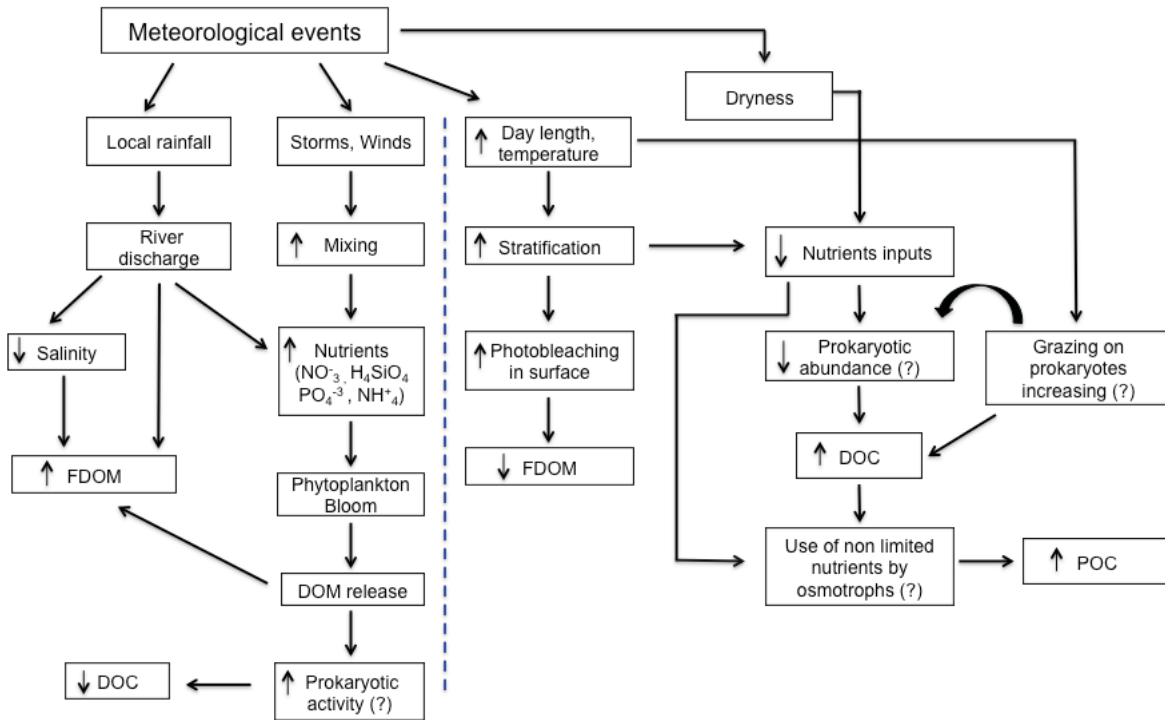 Meteorological events
Dryness
Local rainfall
Storms, Winds
↑ Day length,
temperature
River
discharge
↑ Mixing
↑ Stratification
↓ Nutrients inputs
↓ Salinity
↑ Nutrients
(NO⁻₃, H₄SiO₄
PO₄⁻³, NH⁺₄)
↑ Photobleaching
in surface
↓ Prokaryotic
abundance (?)
Grazing on
prokaryotes
increasing (?)
↑ FDOM
Phytoplankton
Bloom
↓ FDOM
↑ DOC
DOM release
Use of non limited
nutrients by
osmotrophs (?)
↑ POC
↓ DOC
↑ Prokaryotic
activity (?)